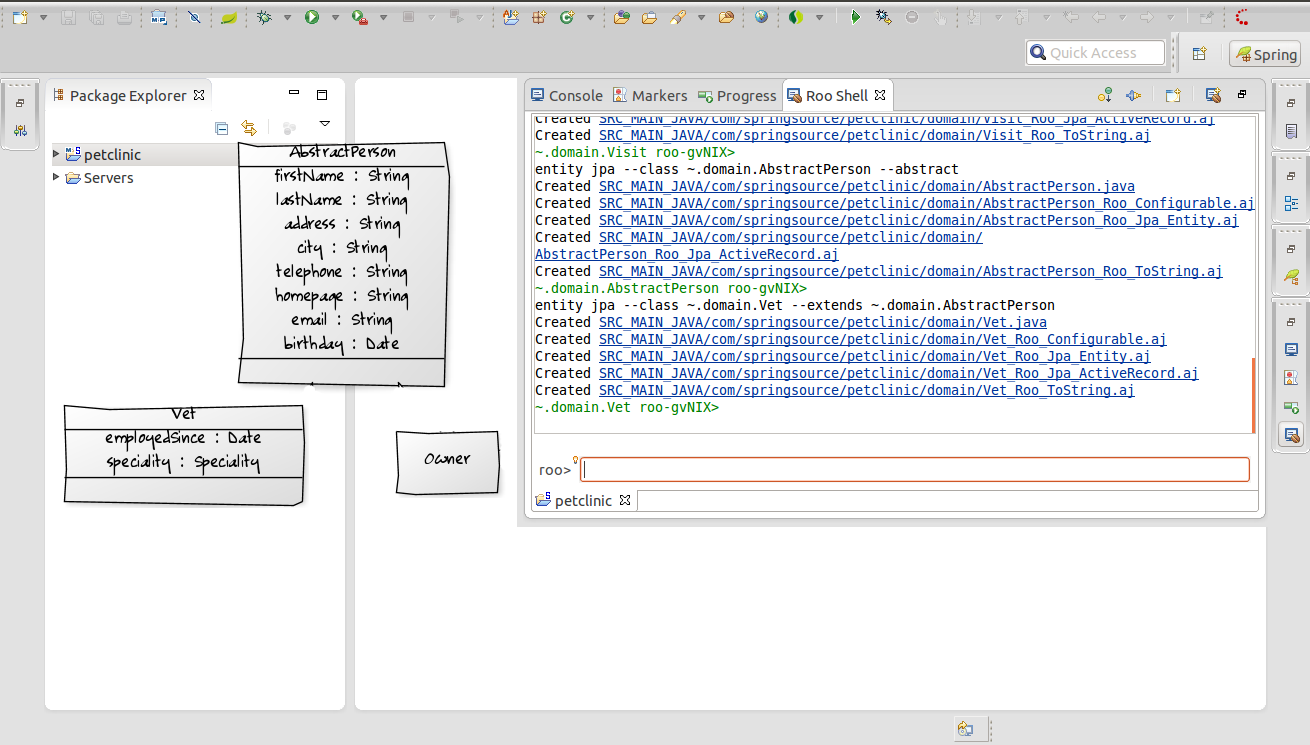 Quick Access
Spring
Package Explorer
petclinic
Servers
AbstractPerson
firstName : String
lastName : String
address : String
city : String
telephone : String
homepage : String
email : String
birthday : Date
Vet
employedSince : Date
speciality : Speciality
Owner
Console Markers Progress Roo Shell
Created SRC_MAIN_JAVA/com/springsource/petclinic/domain/Visit_Roo_Jpa_ActiveRecord.aj
Created SRC_MAIN_JAVA/com/springsource/petclinic/domain/Visit_Roo_ToString.aj
~.domain.Visit roo-gvNIX>
entity jpa --class ~.domain.AbstractPerson --abstract
Created SRC_MAIN_JAVA/com/springsource/petclinic/domain/AbstractPerson.java
Created SRC_MAIN_JAVA/com/springsource/petclinic/domain/AbstractPerson_Roo_Configurable.aj
Created SRC_MAIN_JAVA/com/springsource/petclinic/domain/AbstractPerson_Roo_Jpa_Entity.aj
Created SRC_MAIN_JAVA/com/springsource/petclinic/domain/
AbstractPerson_Roo_Jpa_ActiveRecord.aj
Created SRC_MAIN_JAVA/com/springsource/petclinic/domain/AbstractPerson_Roo_ToString.aj
~.domain.AbstractPerson roo-gvNIX>
entity jpa --class ~.domain.Vet --extends ~.domain.AbstractPerson
Created SRC_MAIN_JAVA/com/springsource/petclinic/domain/Vet.java
Created SRC_MAIN_JAVA/com/springsource/petclinic/domain/Vet_Roo_Configurable.aj
Created SRC_MAIN_JAVA/com/springsource/petclinic/domain/Vet_Roo_Jpa_Entity.aj
Created SRC_MAIN_JAVA/com/springsource/petclinic/domain/Vet_Roo_Jpa_ActiveRecord.aj
Created SRC_MAIN_JAVA/com/springsource/petclinic/domain/Vet_Roo_ToString.aj
~.domain.Vet roo-gvNIX>
roo>
petclinic